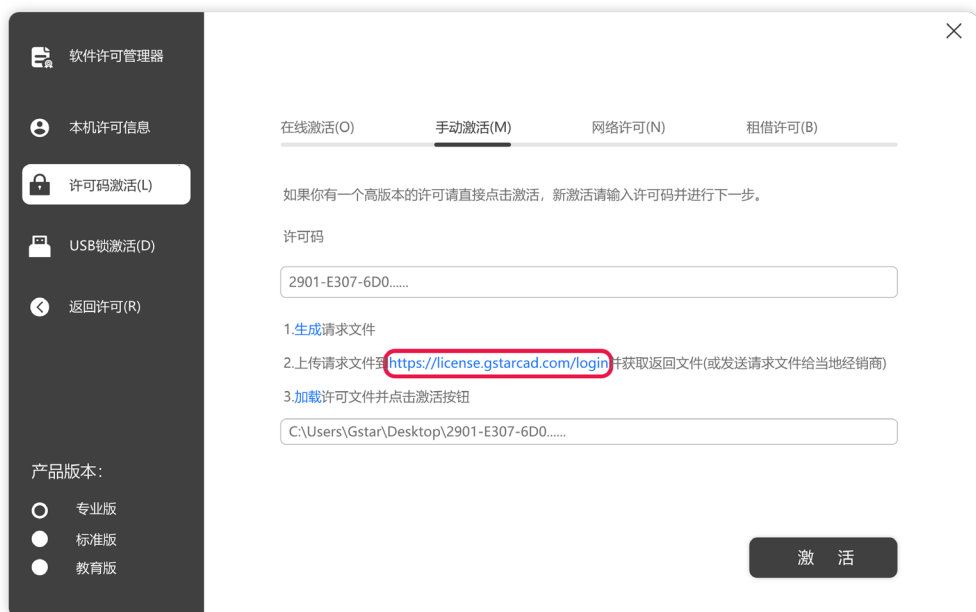 软件许可管理器
本机许可信息
许可码激活(L)
USB锁激活(D)
返回许可(R)
产品版本：
专业版
标准版
教育版
在线激活(O)
手动激活(M)
网络许可(N)
租借许可(B)
如果你有一个高版本的许可请直接点击激活，新激活请输入许可码并进行下一步。
许可码
2901-E307-6D0......
1.生成请求文件
2.上传请求文件到https://license.gstarcad.com/login并获取返回文件(或发送请求文件给当地经销商)
3.加载许可文件并点击激活按钮
C:\Users\Gstar\Desktop\2901-E307-6D0......
激 活